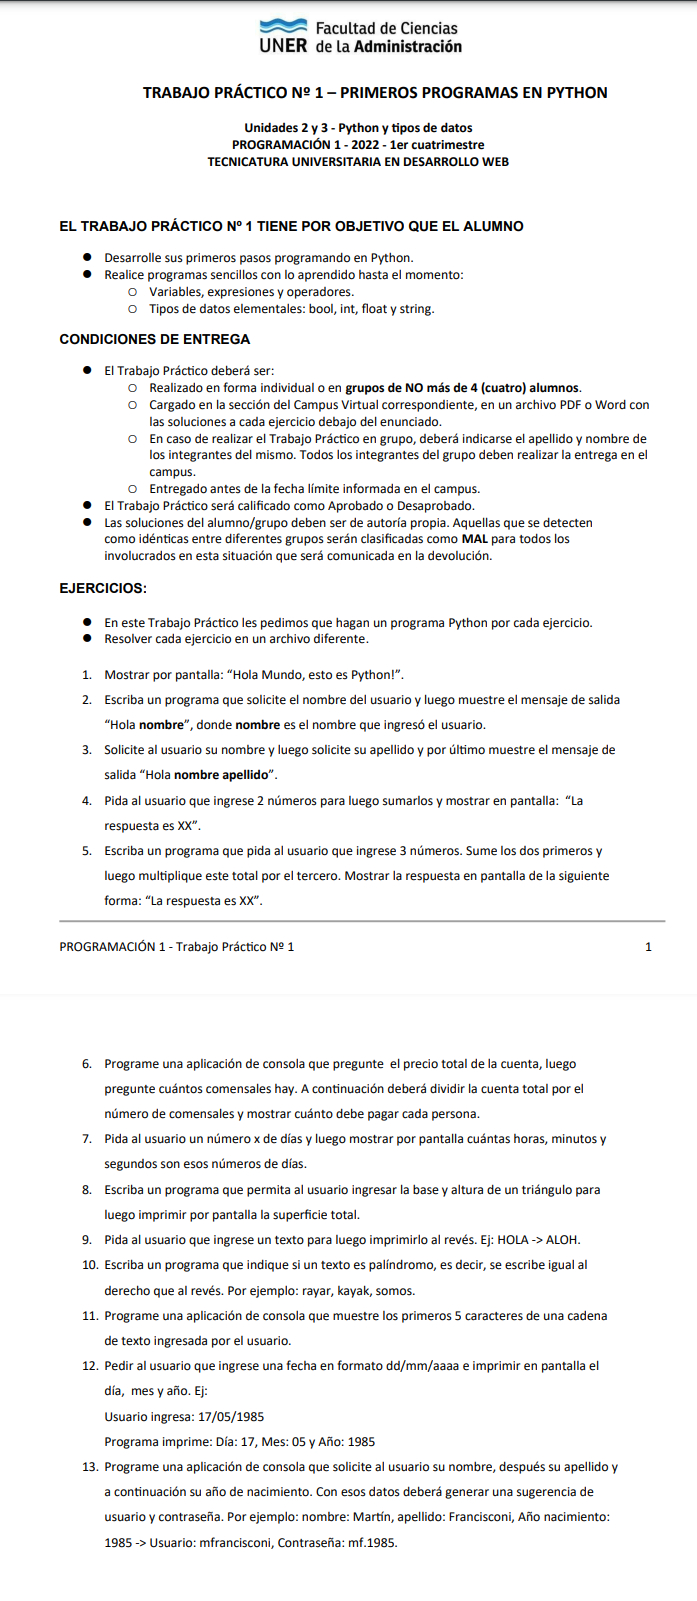 UNER
Facultad de Ciencias
de la Administración
TRABAJO PRÁCTICO Nº 1 – PRIMEROS PROGRAMAS EN PYTHON
Unidades 2 y 3 - Python y tipos de datos
PROGRAMACIÓN 1 - 2022 - 1er cuatrimestre
TECNICATURA UNIVERSITARIA EN DESARROLLO WEB
EL TRABAJO PRÁCTICO Nº 1 TIENE POR OBJETIVO QUE EL ALUMNO
● Desarrolle sus primeros pasos programando en Python.
● Realice programas sencillos con lo aprendido hasta el momento:
○ Variables, expresiones y operadores.
○ Tipos de datos elementales: bool, int, float y string.
CONDICIONES DE ENTREGA
● El Trabajo Práctico deberá ser:
○ Realizado en forma individual o en grupos de NO más de 4 (cuatro) alumnos.
○ Cargado en la sección del Campus Virtual correspondiente, en un archivo PDF o Word con
las soluciones a cada ejercicio debajo del enunciado.
○ En caso de realizar el Trabajo Práctico en grupo, deberá indicarse el apellido y nombre de
los integrantes del mismo. Todos los integrantes del grupo deben realizar la entrega en el
campus.
○ Entregado antes de la fecha límite informada en el campus.
● El Trabajo Práctico será calificado como Aprobado o Desaprobado.
● Las soluciones del alumno/grupo deben ser de autoría propia. Aquellas que se detecten
como idénticas entre diferentes grupos serán clasificadas como MAL para todos los
involucrados en esta situación que será comunicada en la devolución.
EJERCICIOS:
● En este Trabajo Práctico les pedimos que hagan un programa Python por cada ejercicio.
● Resolver cada ejercicio en un archivo diferente.
1. Mostrar por pantalla: “Hola Mundo, esto es Python!”.
2. Escriba un programa que solicite el nombre del usuario y luego muestre el mensaje de salida
“Hola nombre”, donde nombre es el nombre que ingresó el usuario.
3. Solicite al usuario su nombre y luego solicite su apellido y por último muestre el mensaje de
salida “Hola nombre apellido”.
4. Pida al usuario que ingrese 2 números para luego sumarlos y mostrar en pantalla: “La
respuesta es XX”.
5. Escriba un programa que pida al usuario que ingrese 3 números. Sume los dos primeros y
luego multiplique este total por el tercero. Mostrar la respuesta en pantalla de la siguiente
forma: “La respuesta es XX”.
PROGRAMACIÓN 1 - Trabajo Práctico Nº 1 1
6. Programe una aplicación de consola que pregunte el precio total de la cuenta, luego
pregunte cuántos comensales hay. A continuación deberá dividir la cuenta total por el
número de comensales y mostrar cuánto debe pagar cada persona.
7. Pida al usuario un número x de días y luego mostrar por pantalla cuántas horas, minutos y
segundos son esos números de días.
8. Escriba un programa que permita al usuario ingresar la base y altura de un triángulo para
luego imprimir por pantalla la superficie total.
9. Pida al usuario que ingrese un texto para luego imprimirlo al revés. Ej: HOLA -> ALOH.
10. Escriba un programa que indique si un texto es palíndromo, es decir, se escribe igual al
derecho que al revés. Por ejemplo: rayar, kayak, somos.
11. Programe una aplicación de consola que muestre los primeros 5 caracteres de una cadena
de texto ingresada por el usuario.
12. Pedir al usuario que ingrese una fecha en formato dd/mm/aaaa e imprimir en pantalla el
día, mes y año. Ej:
Usuario ingresa: 17/05/1985
Programa imprime: Día: 17, Mes: 05 y Año: 1985
13. Programe una aplicación de consola que solicite al usuario su nombre, después su apellido y
a continuación su año de nacimiento. Con esos datos deberá generar una sugerencia de
usuario y contraseña. Por ejemplo: nombre: Martín, apellido: Francisconi, Año nacimiento:
1985 -> Usuario: mfrancisconi, Contraseña: mf.1985.